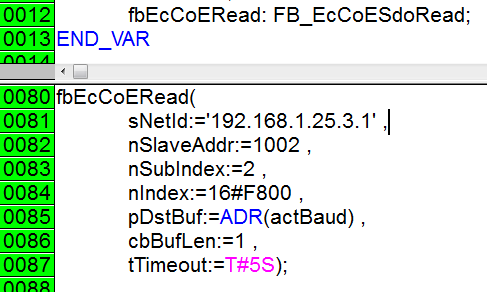 0012 fbEcCoERead: FB_EcCoESdoRead;
0013 END_VAR
0014
0080 fbEcCoERead(
0081 sNetId:='192.168.1.25.3.1' ,
0082 nSlaveAddr:=1002 ,
0083 nSubIndex:=2 ,
0084 nIndex:=16#F800 ,
0085 pDstBuf:=ADR(actBaud) ,
0086 cbBufLen:=1 ,
0087 tTimeout:=T#5S);
0088